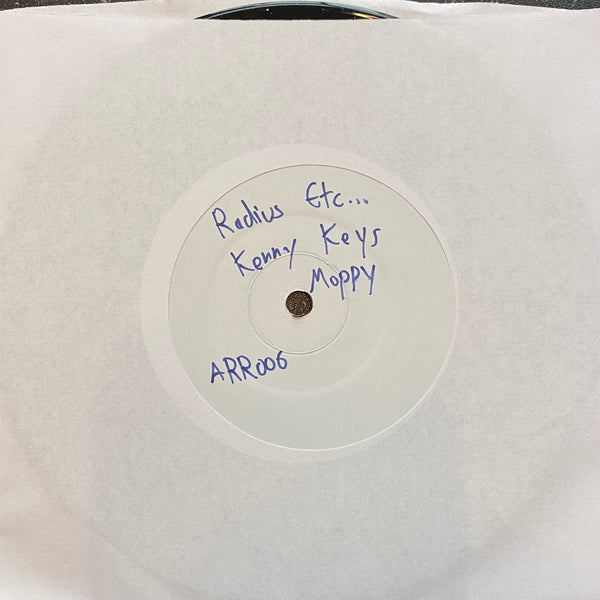 Radius Etc...
Kenny Keys
Moppy
ARR006